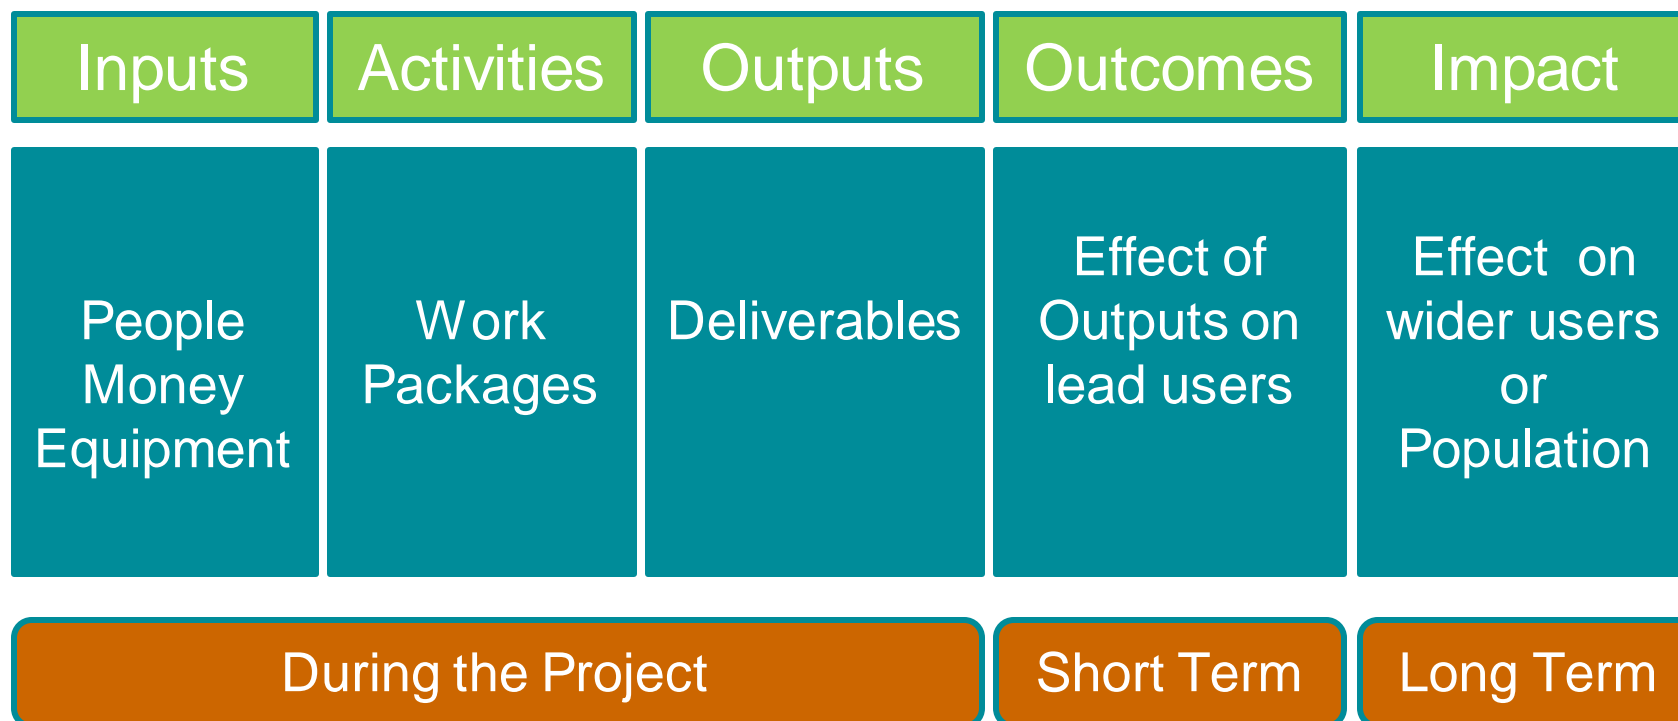 Inputs
Activities
Outputs
Outcomes
Impact
People
Money
Equipment
Work
Packages
Deliverables
Effect of
Outputs on
lead users
Effect on
wider users
or
Population
During the Project
Short Term
Long Term